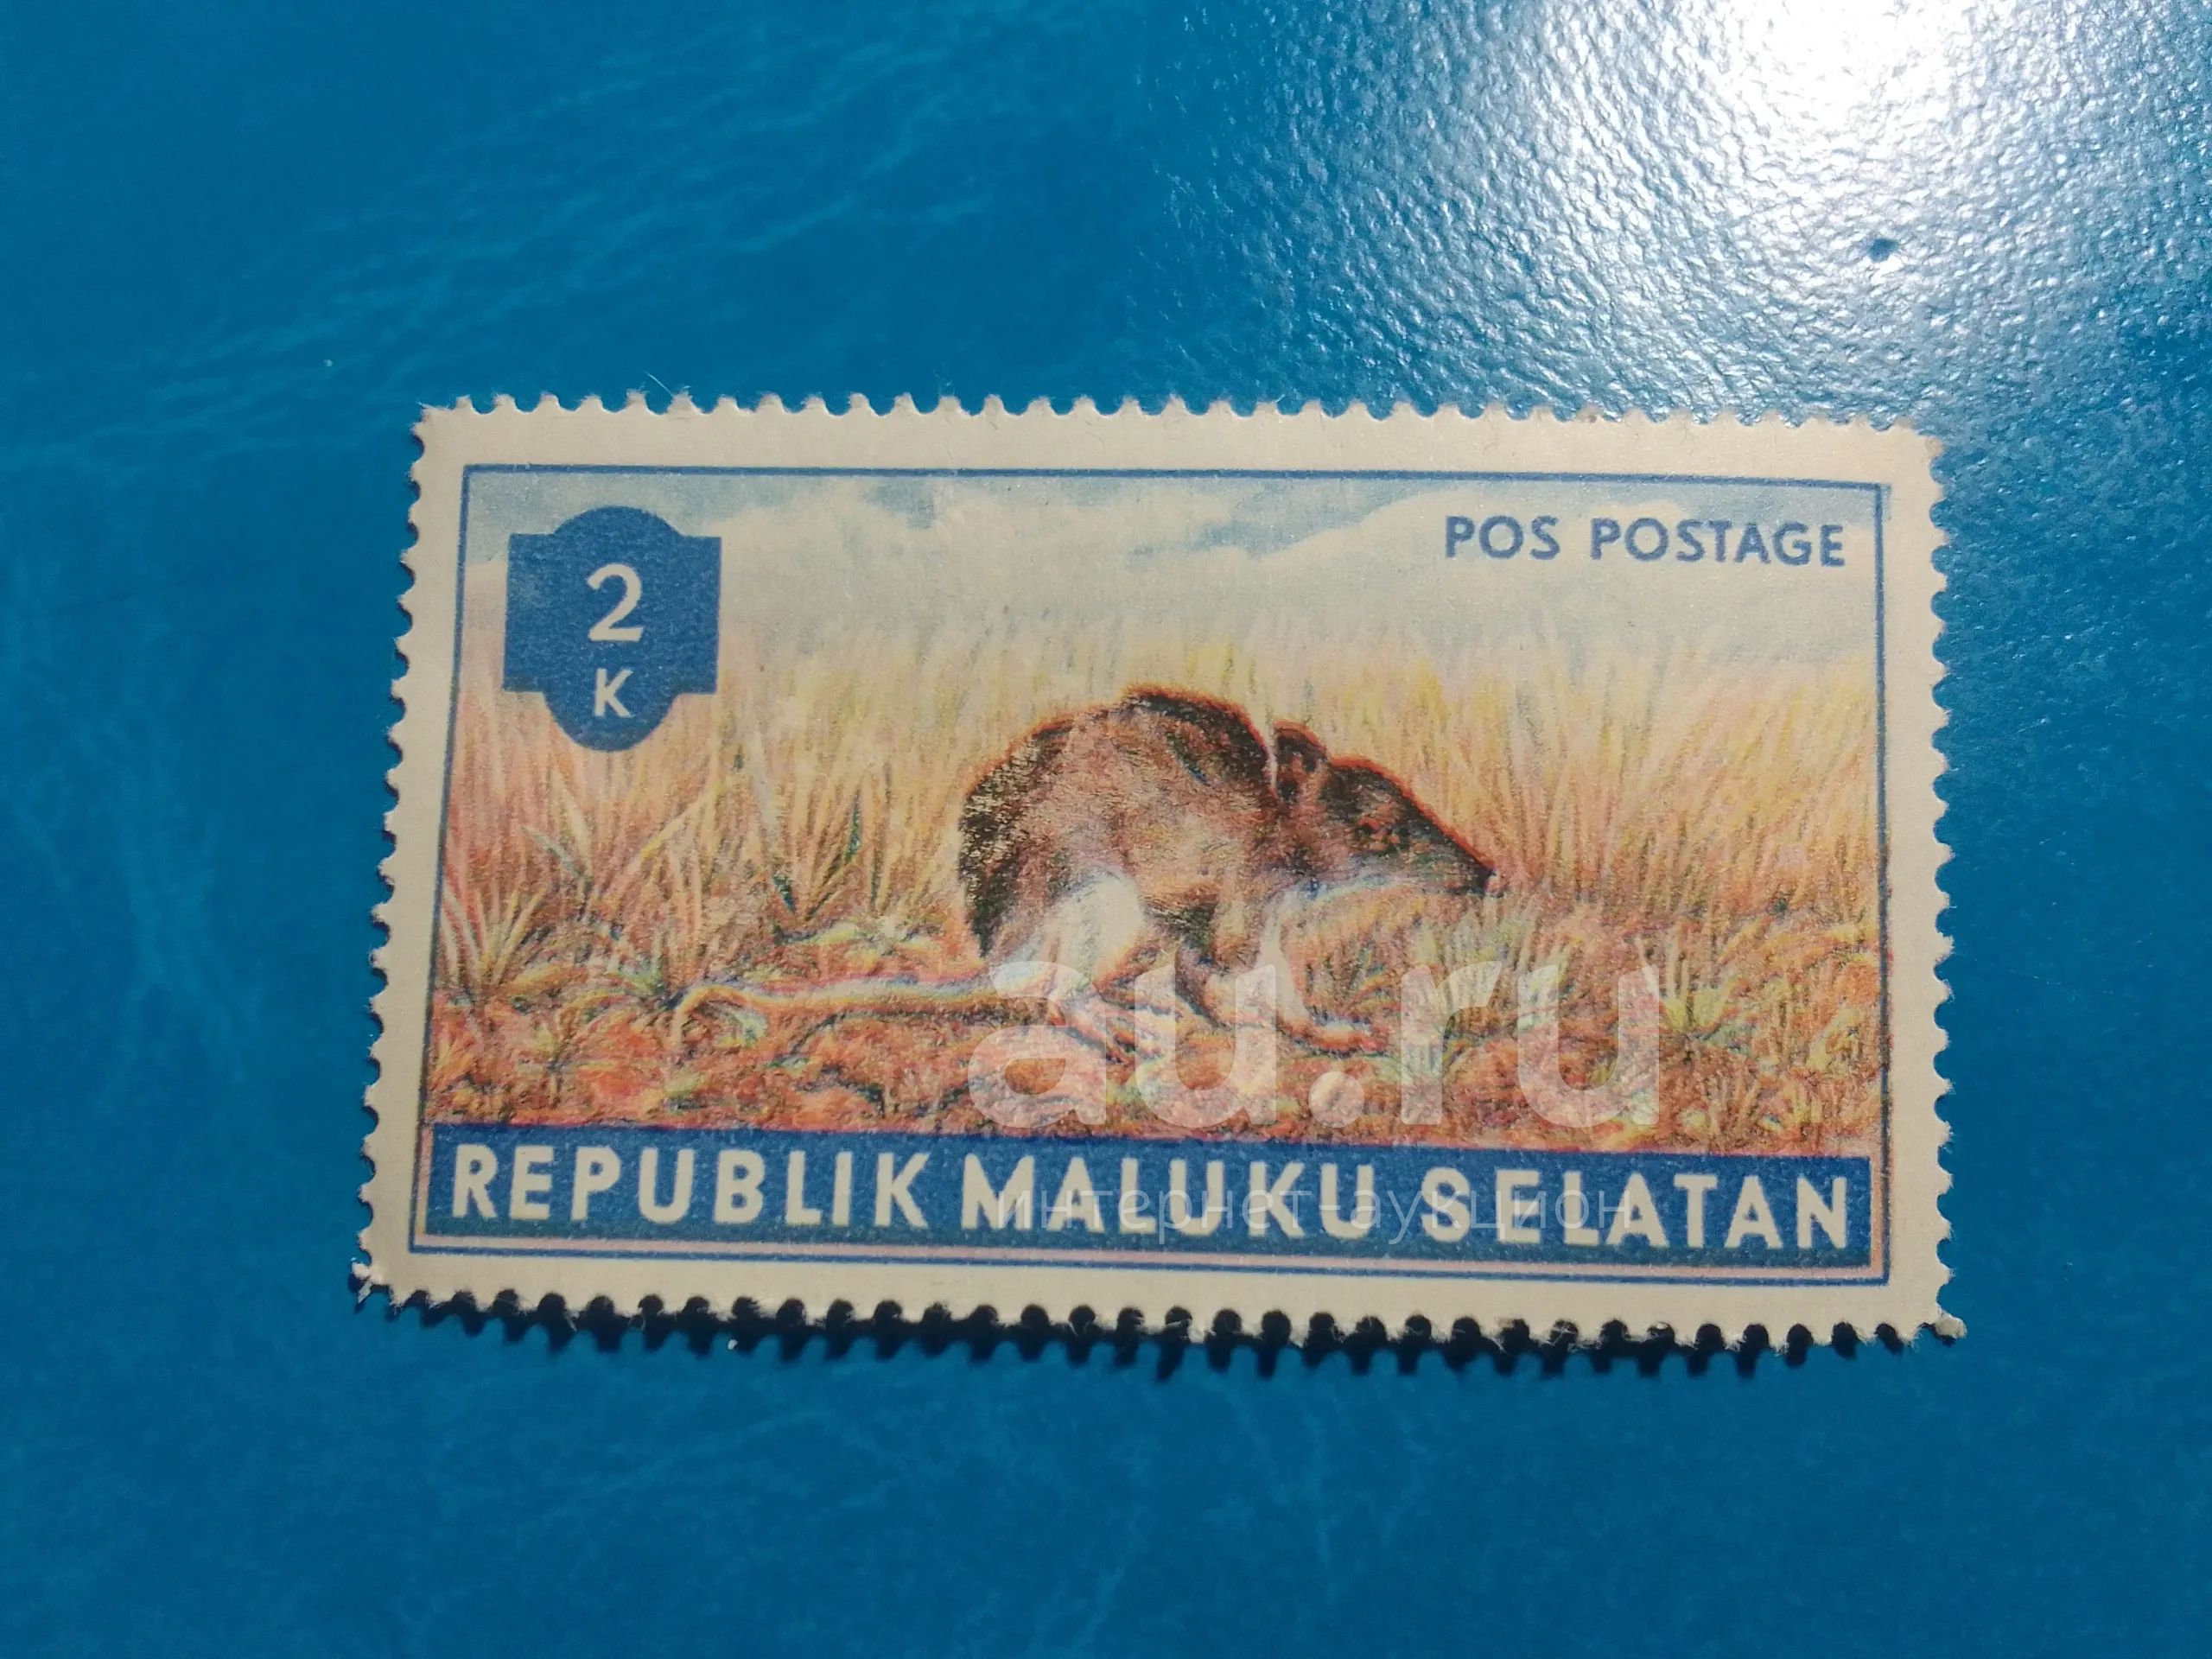 2
K
POS POSTAGE
au.ru
REPUBLIK MALUKU SELATAN
интернет-аукцион